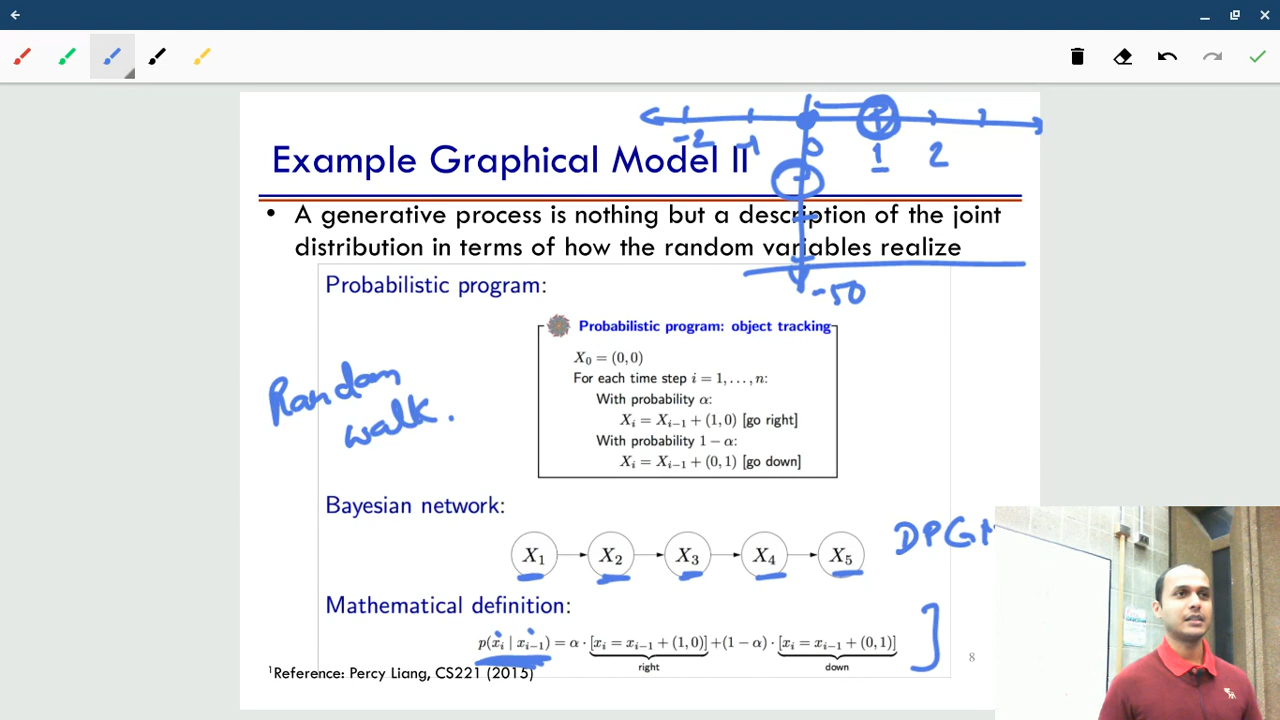 -2 -1 0 1 2
Example Graphical Model II
• A generative process is nothing but a description of the joint
distribution in terms of how the random variables realize
-50
Probabilistic program:
Probabilistic program: object tracking
X₀ = (0, 0)
For each time step i = 1, . . . , n:
With probability α:
Xᵢ = Xᵢ₋₁ + (1, 0) [go right]
With probability 1 − α:
Xᵢ = Xᵢ₋₁ + (0, 1) [go down]
Random
walk.
Bayesian network:
X₁ X₂ X₃ X₄ X₅
DPGM
Mathematical definition:
p(xᵢ | xᵢ₋₁) = α · [xᵢ = xᵢ₋₁ + (1, 0)] + (1 − α) · [xᵢ = xᵢ₋₁ + (0, 1)]
right down
8
¹Reference: Percy Liang, CS221 (2015)